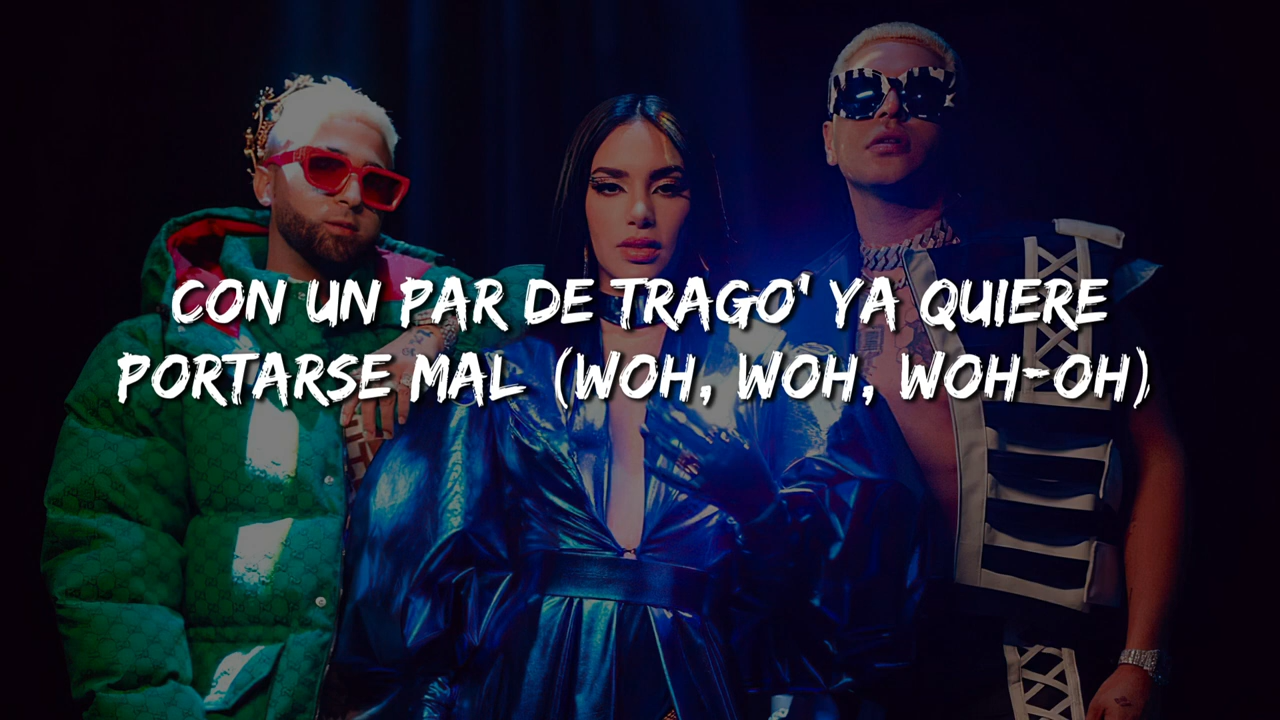 CON UN PAR DE TRAGO' YA QUIERE
PORTARSE MAL (WOH, WOH, WOH-OH)